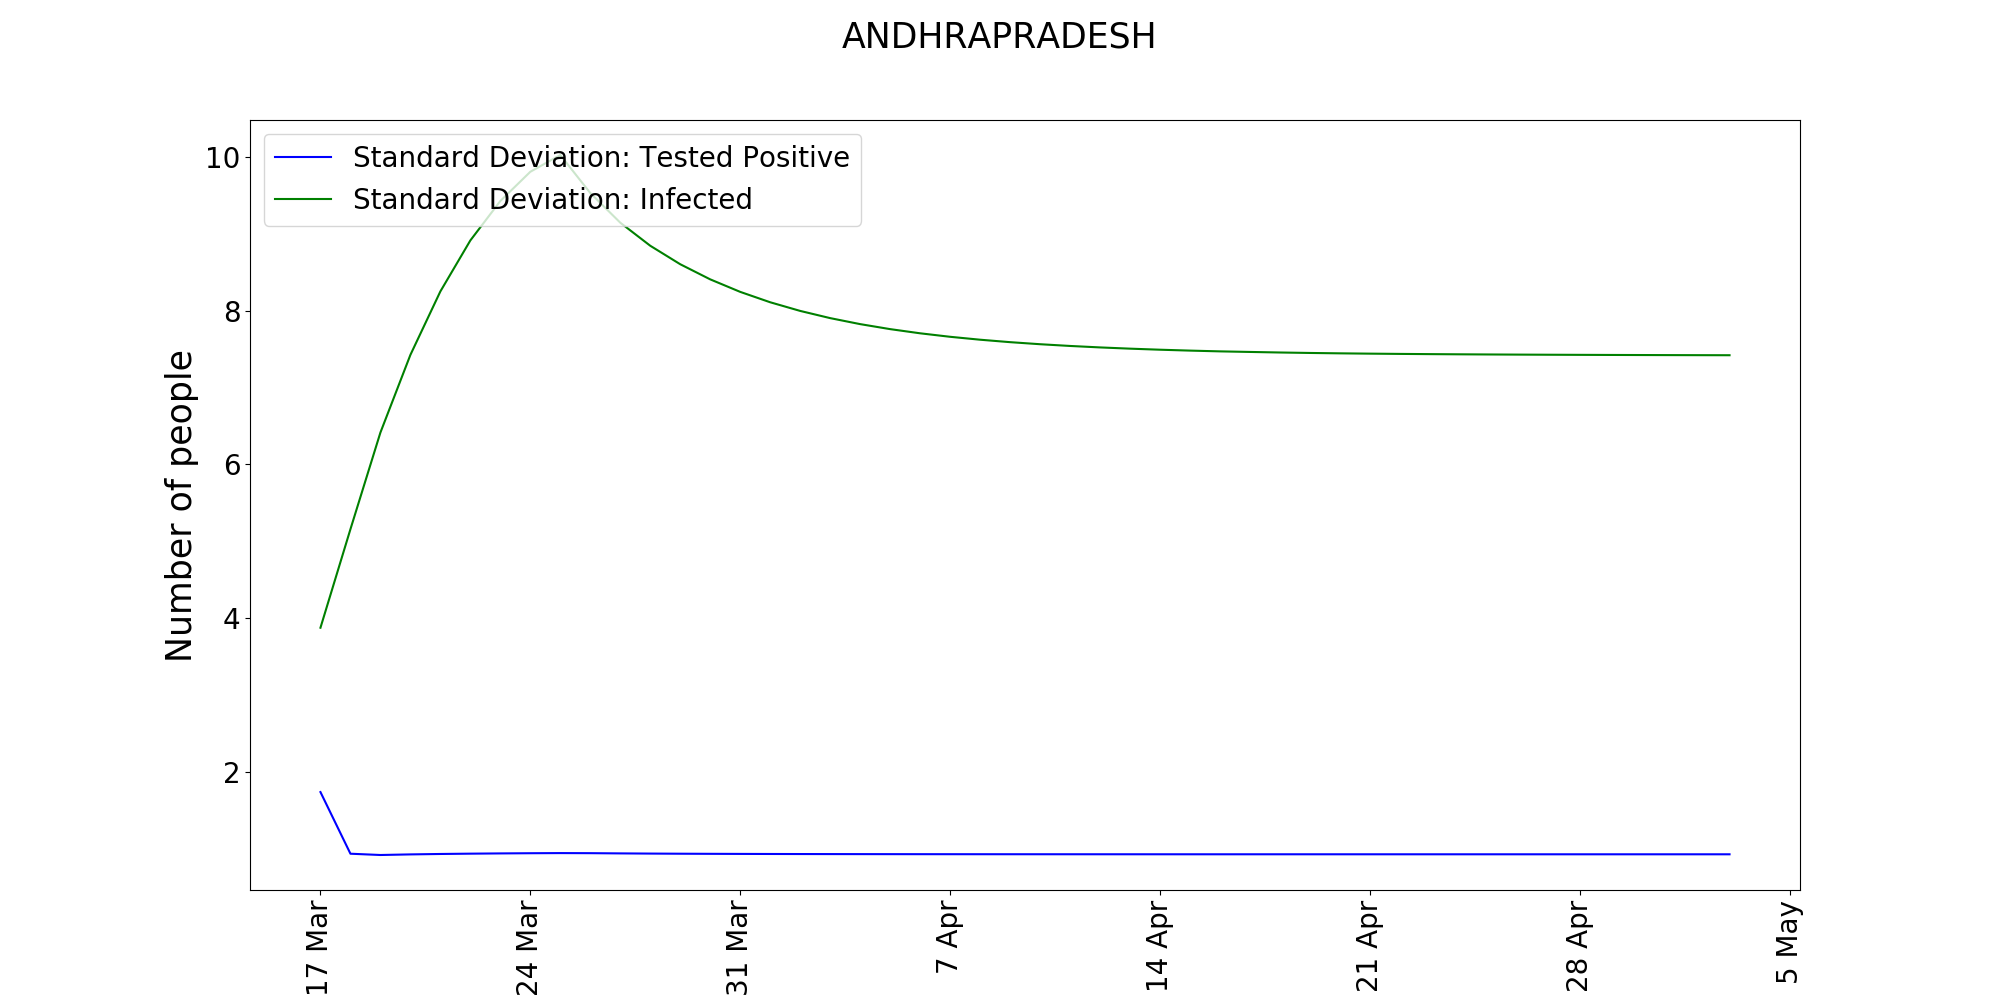 ANDHRAPRADESH
Standard Deviation: Tested Positive
Standard Deviation: Infected
Number of people
10
8
6
4
2
17 Mar
24 Mar
31 Mar
7 Apr
14 Apr
21 Apr
28 Apr
5 May